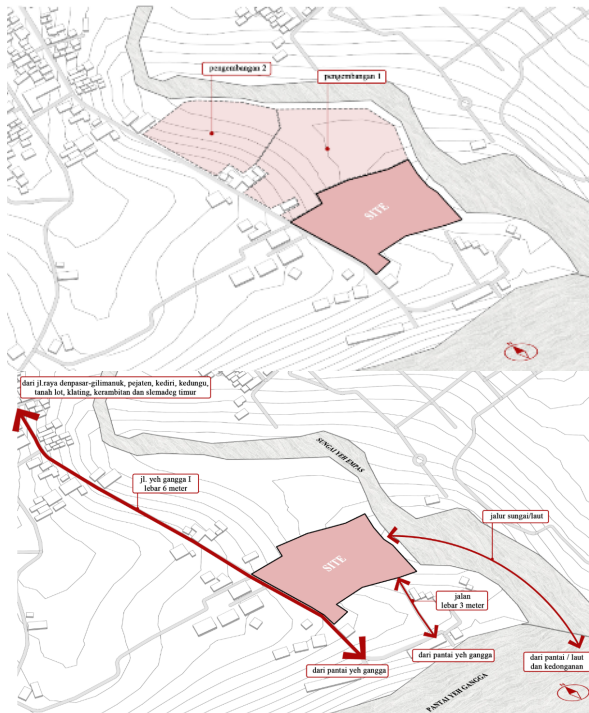 pengembangan 2
pengembangan 1
SITE
dari jl.raya denpasar-gilimanuk, pejaten, kediri, kedungu,
tanah lot, klating, kerambitan dan slemadeg timur
SUNGAI YEH EMPAS
jl. yeh gangga I
lebar 6 meter
jalur sungai/laut
SITE
jalan
lebar 3 meter
dari pantai yeh gangga
dari pantai yeh gangga
dari pantai / laut
dan kedonganan
PANTAI YEH GANGGA